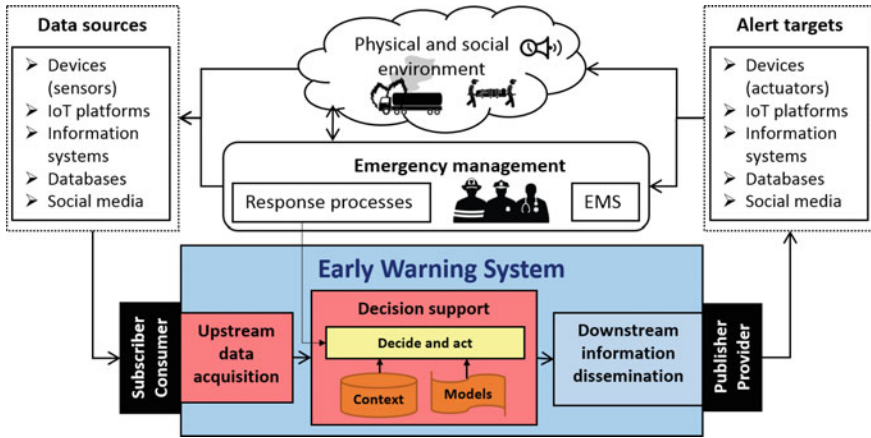 Data sources
➢ Devices
(sensors)
➢ IoT platforms
➢ Information
systems
➢ Databases
➢ Social media
Physical and social
environment
Alert targets
➢ Devices
(actuators)
➢ IoT platforms
➢ Information
systems
➢ Databases
➢ Social media
Emergency management
Response processes
EMS
Early Warning System
Subscriber
Consumer
Upstream
data
acquisition
Decision support
Decide and act
Context
Models
Downstream
information
dissemination
Publisher
Provider